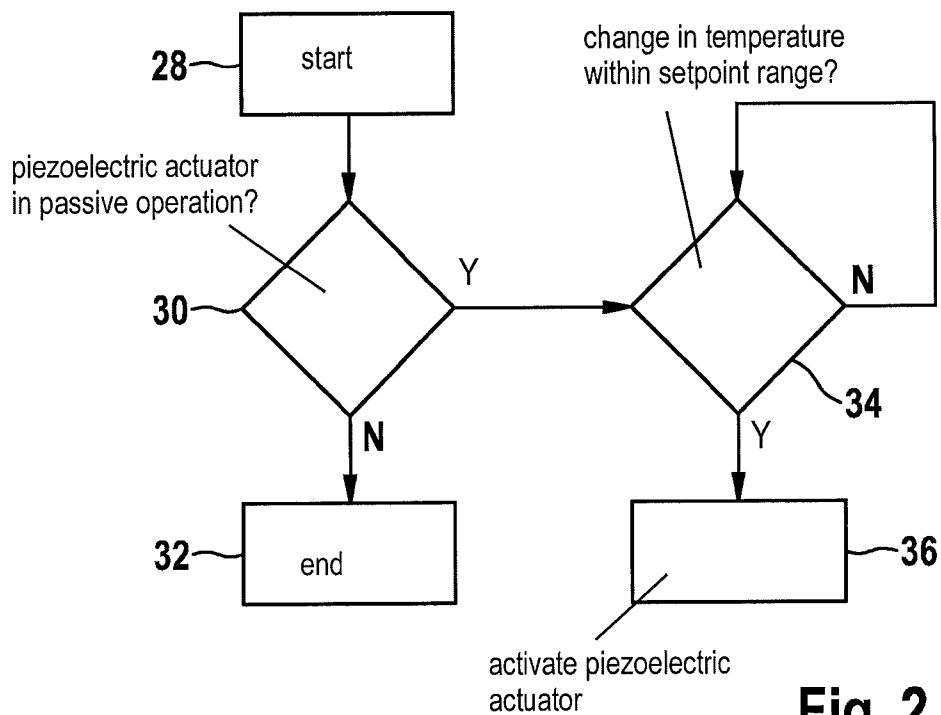 28
start
change in temperature
within setpoint range?
piezoelectric actuator
in passive operation?
Y
N
30
34
N
Y
32
end
36
activate piezoelectric
actuator
Fig. 2